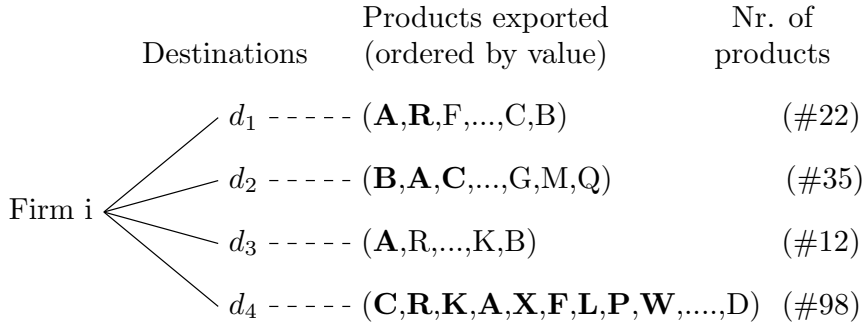 Destinations Products exported (ordered by value) Nr. of products
Firm i
d1 (A,R,F,...,C,B) (#22)
d2 (B,A,C,...,G,M,Q) (#35)
d3 (A,R,...,K,B) (#12)
d4 (C,R,K,A,X,F,L,P,W,....,D) (#98)